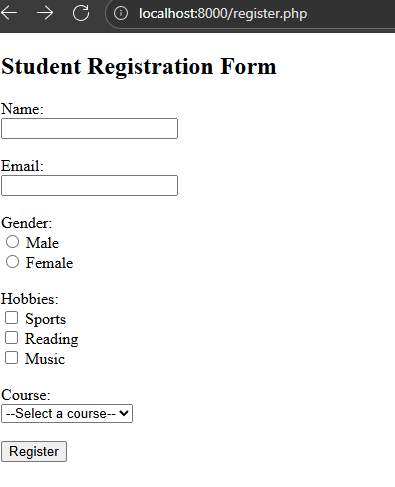 localhost:8000/register.php
Student Registration Form
Name:
Email:
Gender:
Male
Female
Hobbies:
Sports
Reading
Music
Course:
--Select a course--
Register